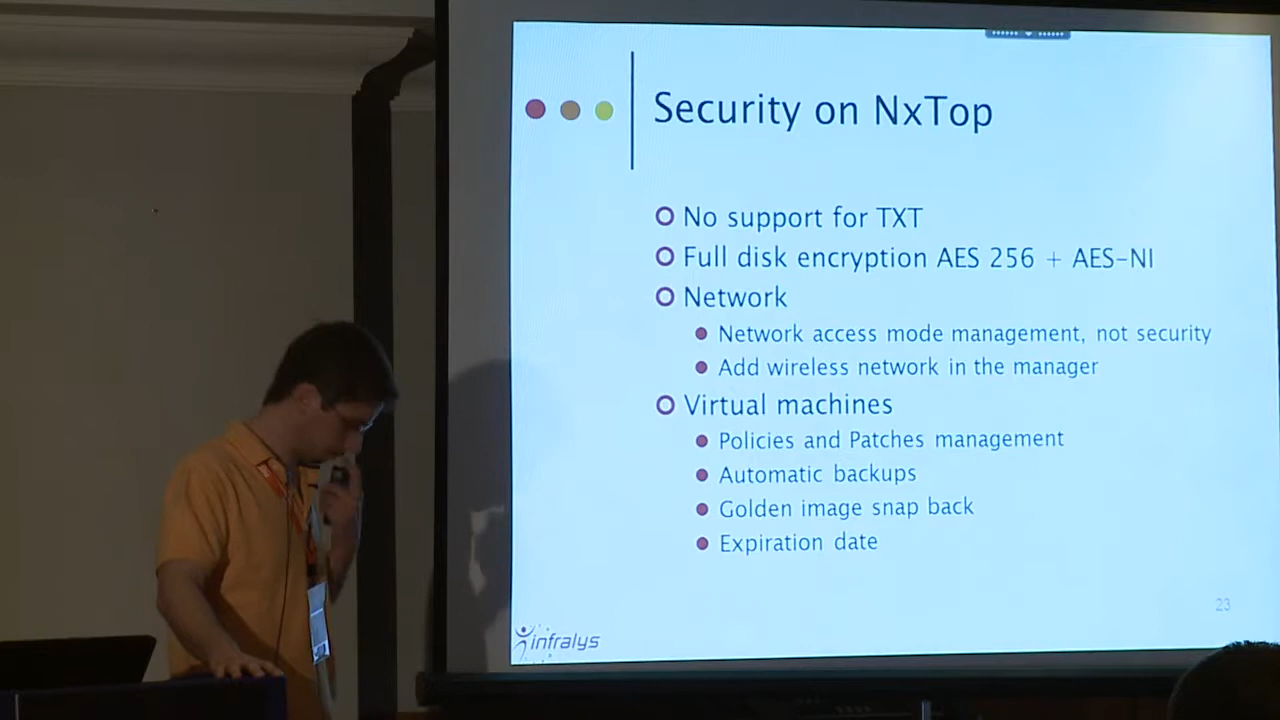 Security on NxTop
No support for TXT
Full disk encryption AES 256 + AES-NI
Network
Network access mode management, not security
Add wireless network in the manager
Virtual machines
Policies and Patches management
Automatic backups
Golden image snap back
Expiration date
23
infralys